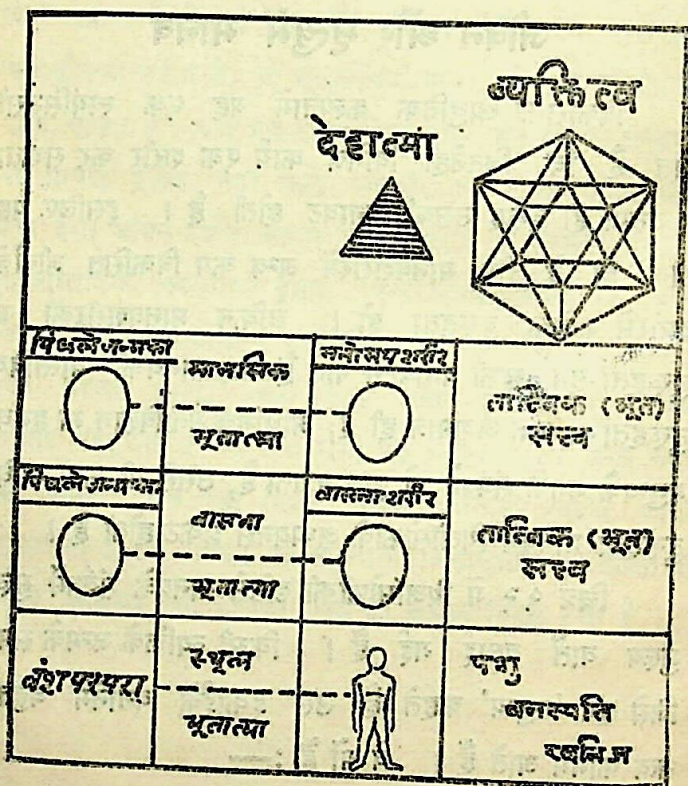 व्यक्तित्व
देहात्मा
पिछले जन्मका
मानसिक
भूतात्मा
मनोमय शरीर
तात्विक (भूत)
सत्त्व
पिछले जन्मका
वासना
भूतात्मा
वासना शरीर
तात्विक (भूत)
सत्त्व
वंशपरंपरा
स्थूल
भूतात्मा
पशु
वनस्पति
खनिज